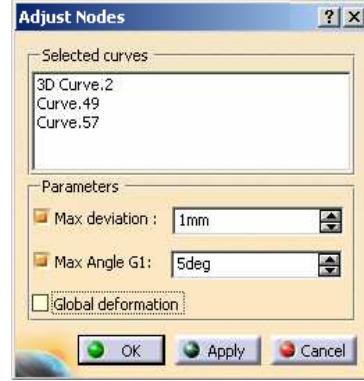 Adjust Nodes
Selected curves
3D Curve.2
Curve.49
Curve.57
Parameters
Max deviation : 1mm
Max Angle G1: 5deg
Global deformation
OK Apply Cancel